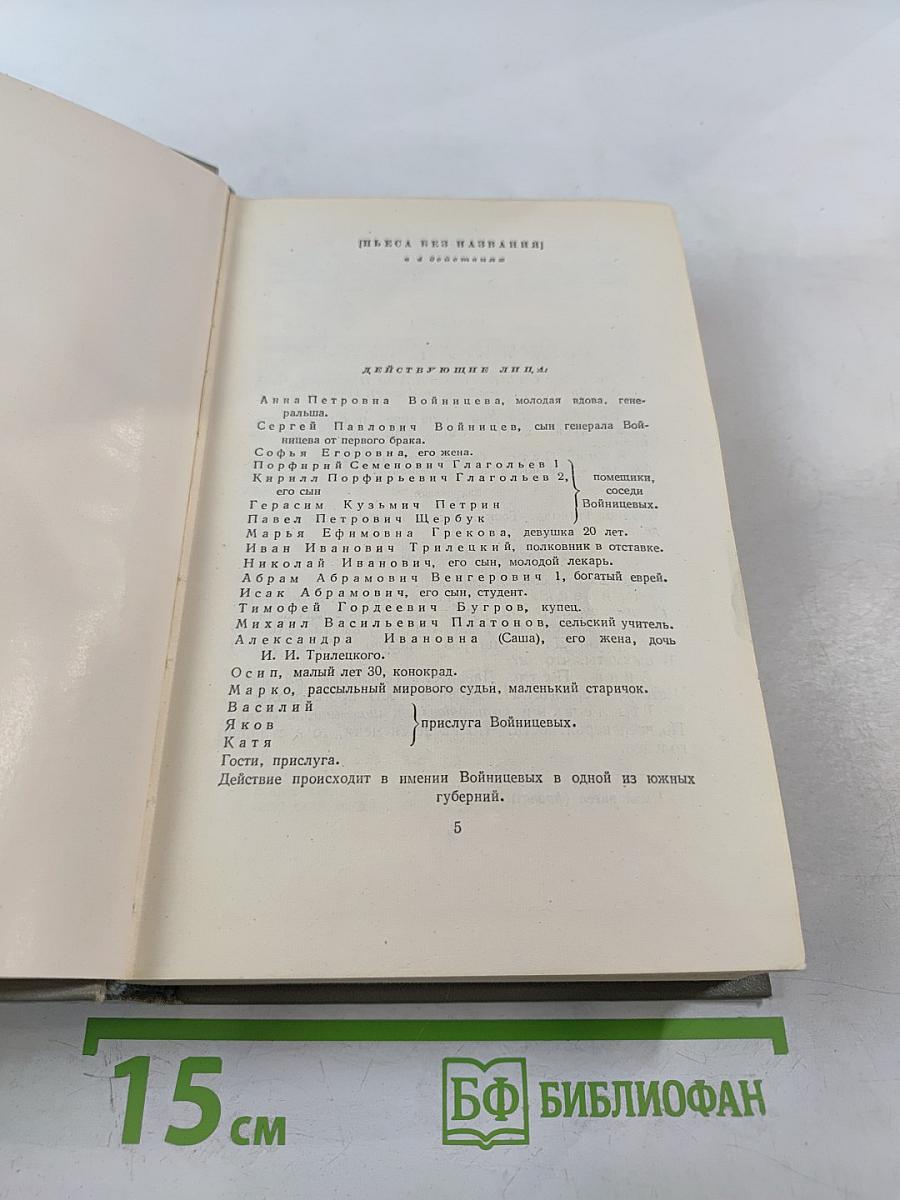 [ПЬЕСА БЕЗ НАЗВАНИЯ]
в 4 действиях
ДЕЙСТВУЮЩИЕ ЛИЦА:
Анна Петровна Войницева, молодая вдова, гене-
ральша.
Сергей Павлович Войницев, сын генерала Вой-
ницева от первого брака.
Софья Егоровна, его жена.
Порфирий Семенович Глагольев 1
Кирилл Порфирьевич Глагольев 2,
его сын
Герасим Кузьмич Петрин
Павел Петрович Щербук
помещики,
соседи
Войницевых.
Марья Ефимовна Грекова, девушка 20 лет.
Иван Иванович Трилецкий, полковник в отставке.
Николай Иванович, его сын, молодой лекарь.
Абрам Абрамович Венгерович 1, богатый еврей.
Исак Абрамович, его сын, студент.
Тимофей Гордеевич Бугров, купец.
Михаил Васильевич Платонов, сельский учитель.
Александра Ивановна (Саша), его жена, дочь
И. И. Трилецкого.
Осип, малый лет 30, конокрад.
Марко, рассыльный мирового судьи, маленький старичок.
Василий
Яков
Катя
прислуга Войницевых.
Гости, прислуга.
Действие происходит в имении Войницевых в одной из южных
губерний.
5
15 см
БФ БИБЛИОФАН